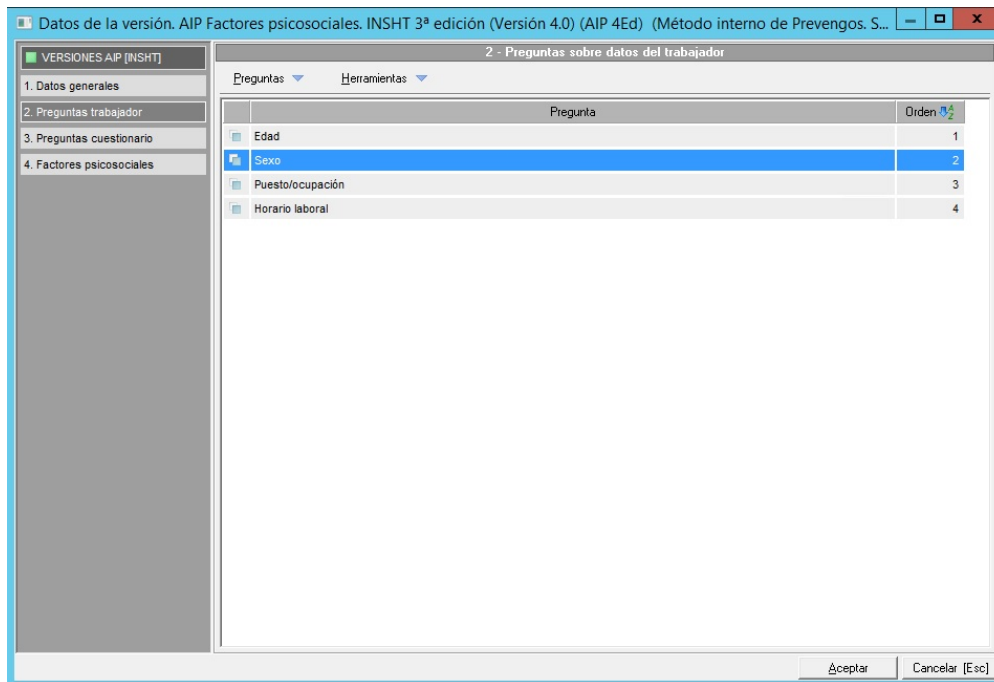 Datos de la versión. AIP Factores psicosociales. INSHT 3ª edición (Versión 4.0) (AIP 4Ed) (Método interno de Prevengos. S...
VERSIONES AIP [INSHT]
1. Datos generales
2. Preguntas trabajador
3. Preguntas cuestionario
4. Factores psicosociales
2 - Preguntas sobre datos del trabajador
Preguntas Herramientas
Pregunta Orden
Edad 1
Sexo 2
Puesto/ocupación 3
Horario laboral 4
Aceptar Cancelar [Esc]